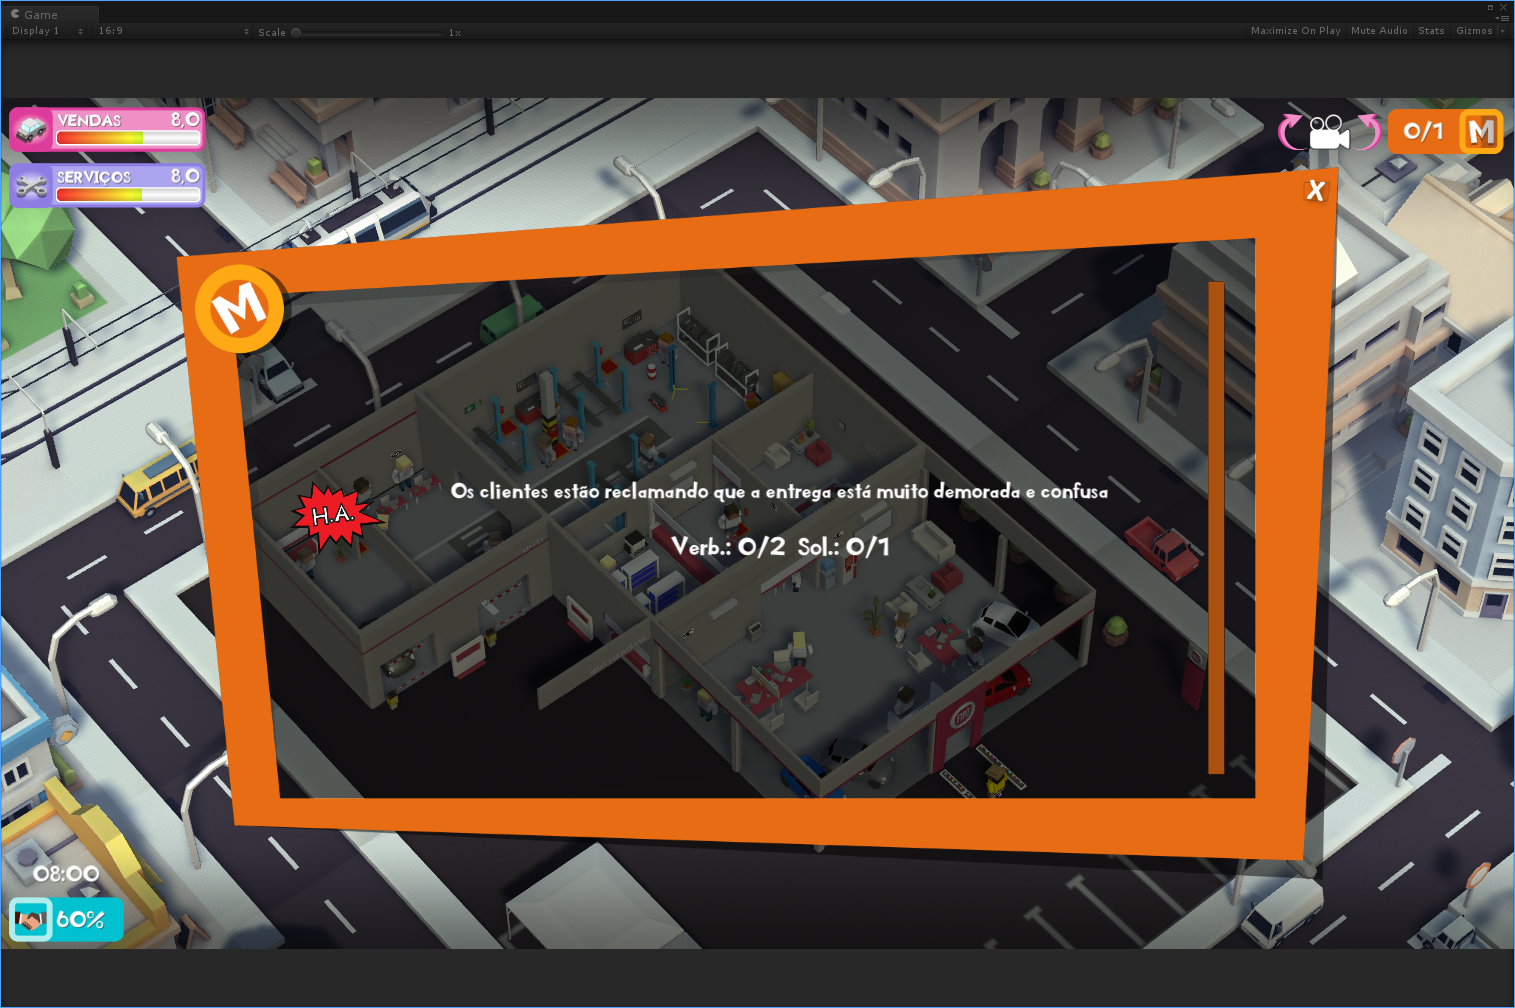 Game
Display 1
16:9
Scale
1x
Maximize On Play
Mute Audio
Stats
Gizmos
VENDAS 8,0
SERVIÇOS 8,0
0/1 M
X
M
H.A.
Os clientes estão reclamando que a entrega está muito demorada e confusa
Verb.: 0/2 Sol.: 0/1
FIAT
08:00
60%